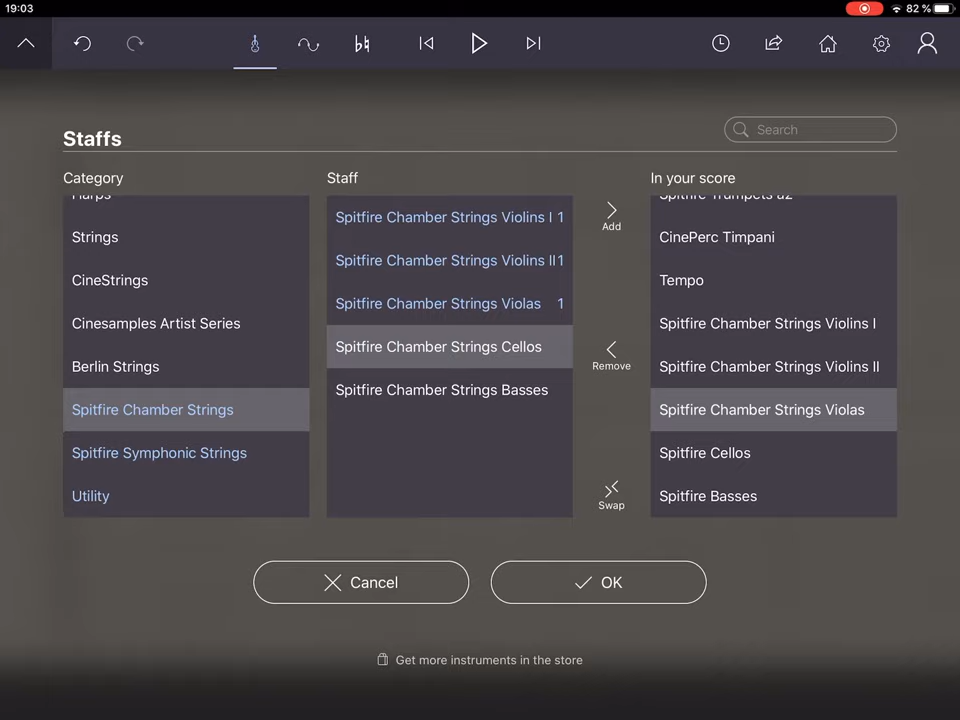 19:03
82 %
Staffs
Search
Category
Staff
In your score
Harps
Strings
CineStrings
Cinesamples Artist Series
Berlin Strings
Spitfire Chamber Strings
Spitfire Symphonic Strings
Utility
Spitfire Chamber Strings Violins I 1
Spitfire Chamber Strings Violins II 1
Spitfire Chamber Strings Violas 1
Spitfire Chamber Strings Cellos
Spitfire Chamber Strings Basses
Add
Remove
Swap
Spitfire Trumpets a2
CinePerc Timpani
Tempo
Spitfire Chamber Strings Violins I
Spitfire Chamber Strings Violins II
Spitfire Chamber Strings Violas
Spitfire Cellos
Spitfire Basses
Cancel
OK
Get more instruments in the store